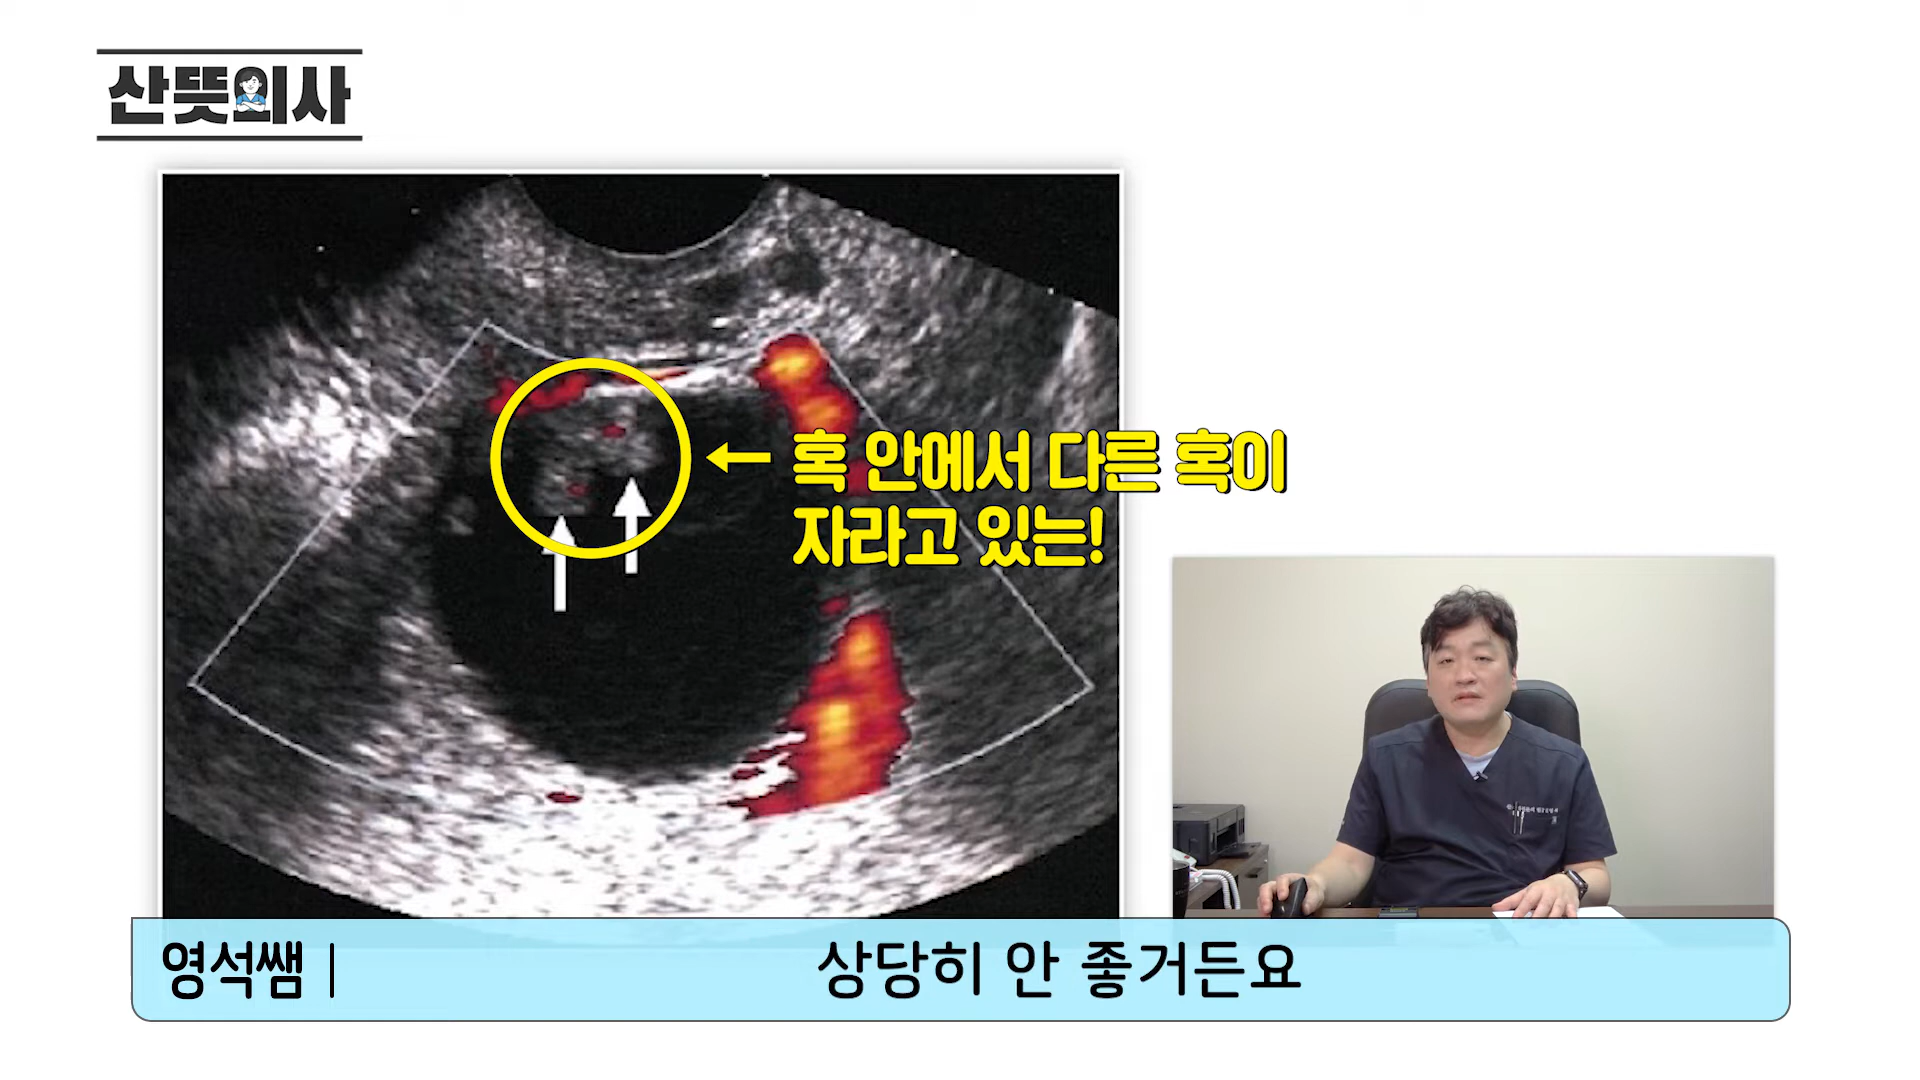 산뜻의사
혹 안에서 다른 혹이
자라고 있는!
영석쌤 |
상당히 안 좋거든요